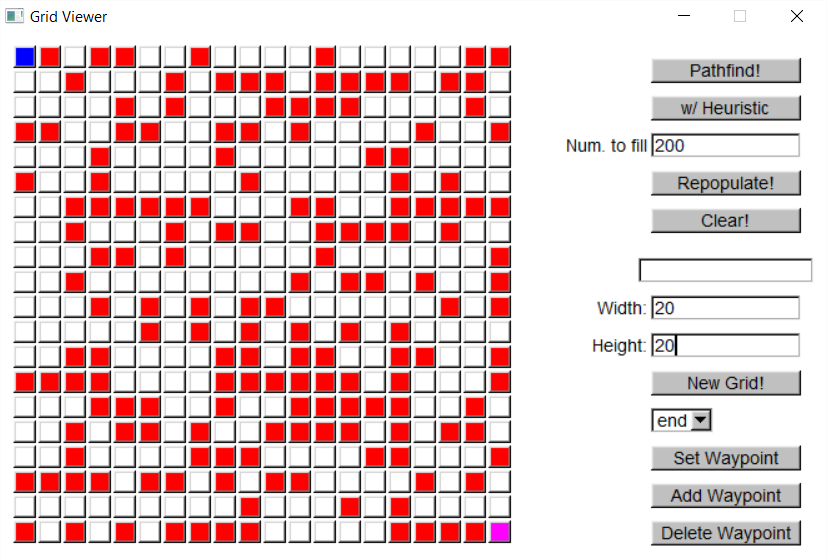 Grid Viewer
Pathfind!
w/ Heuristic
Num. to fill 200
Repopulate!
Clear!
Width: 20
Height: 20
New Grid!
end
Set Waypoint
Add Waypoint
Delete Waypoint